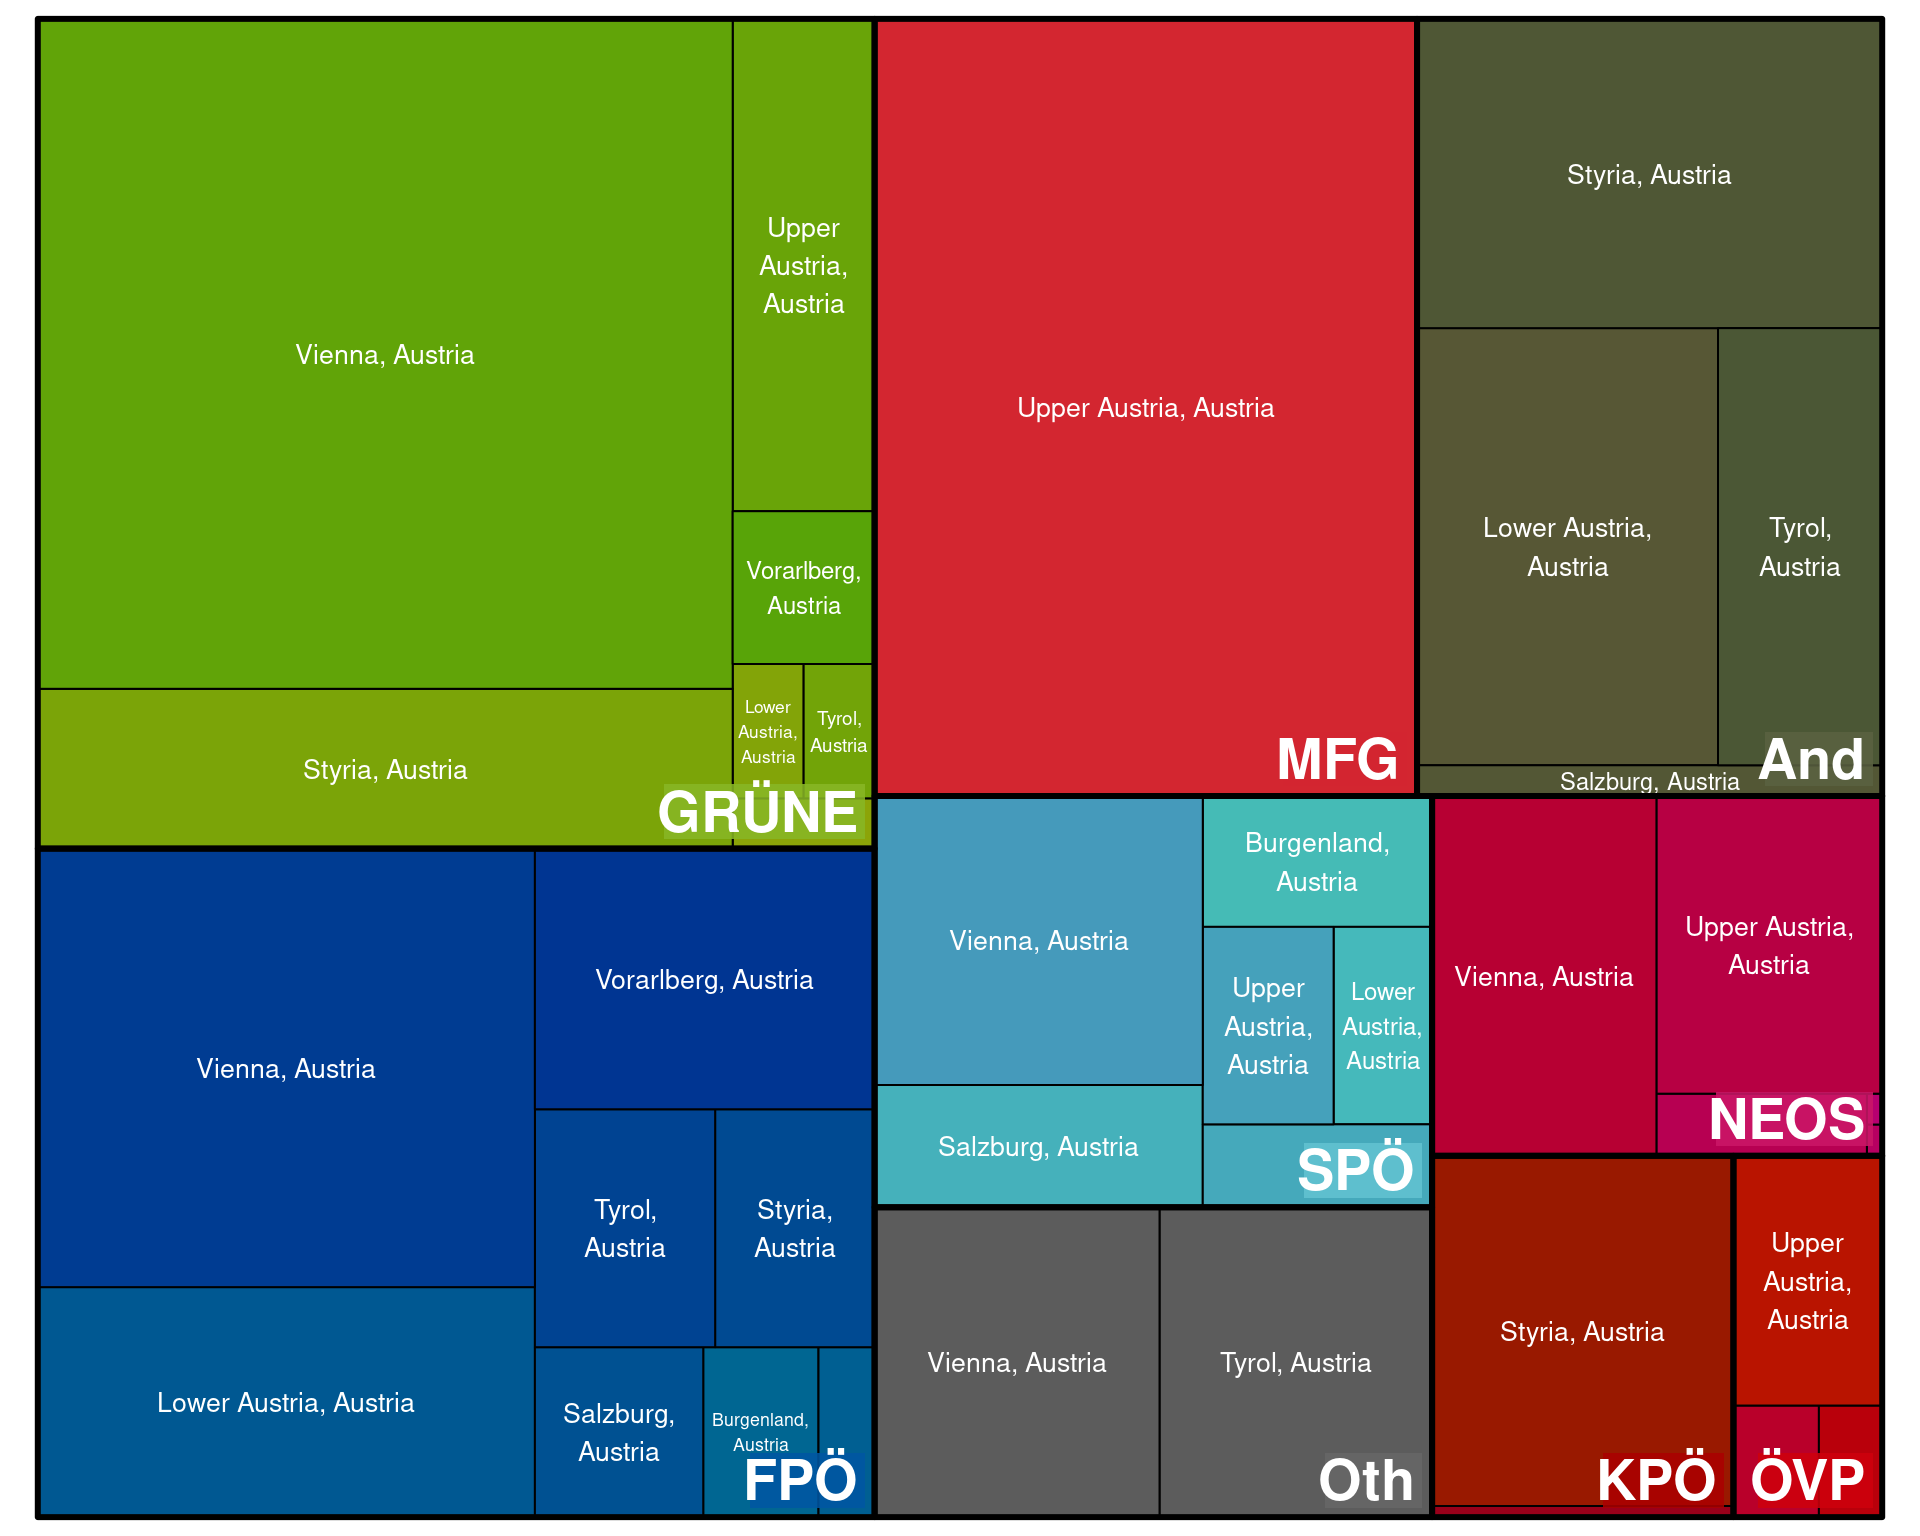 Vienna, Austria
Upper
Austria,
Austria
Vorarlberg,
Austria
Lower
Austria,
Austria
Tyrol,
Austria
Styria, Austria
GRÜNE
Upper Austria, Austria
MFG
Styria, Austria
Lower Austria,
Austria
Tyrol,
Austria
Salzburg, Austria
And
Vienna, Austria
Vorarlberg, Austria
Tyrol,
Austria
Styria,
Austria
Lower Austria, Austria
Salzburg,
Austria
Burgenland,
Austria
FPÖ
Vienna, Austria
Burgenland,
Austria
Upper
Austria,
Austria
Lower
Austria,
Austria
Salzburg, Austria
SPÖ
Vienna, Austria
Upper Austria,
Austria
NEOS
Vienna, Austria
Tyrol, Austria
Oth
Styria, Austria
KPÖ
Upper
Austria,
Austria
ÖVP